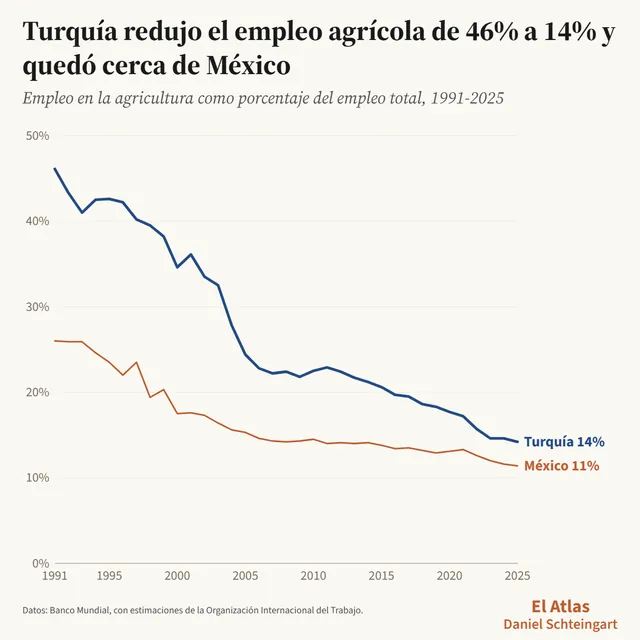 Turquía redujo el empleo agrícola de 46% a 14% y
quedó cerca de México
Empleo en la agricultura como porcentaje del empleo total, 1991-2025
50%
40%
30%
20%
10%
0%
Turquía 14%
México 11%
1991 1995 2000 2005 2010 2015 2020 2025
Datos: Banco Mundial, con estimaciones de la Organización Internacional del Trabajo.
El Atlas
Daniel Schteingart